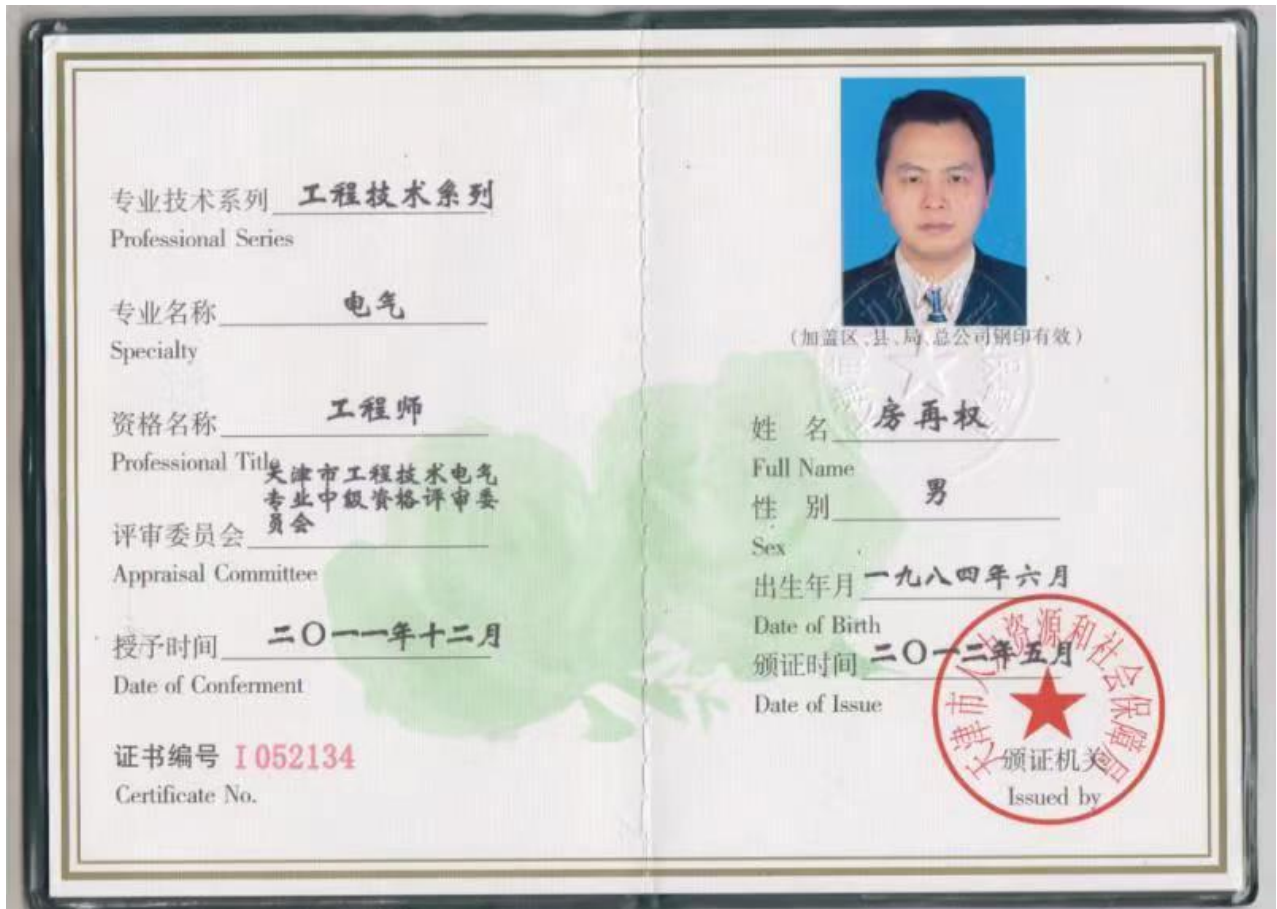 专业技术系列 工程技术系列
Professional Series
专业名称 电气
Specialty
资格名称 工程师
Professional Title
天津市工程技术电气
专业中级资格评审委
员会
评审委员会
Appraisal Committee
授予时间 二〇一一年十二月
Date of Conferment
证书编号 I 052134
Certificate No.
(加盖区、县、局、总公司钢印有效)
姓 名 房再权
Full Name
性 别 男
Sex
出生年月 一九八四年六月
Date of Birth
颁证时间 二〇一二年五月
Date of Issue
天津市人力资源和社会保障局
颁证机关
Issued by